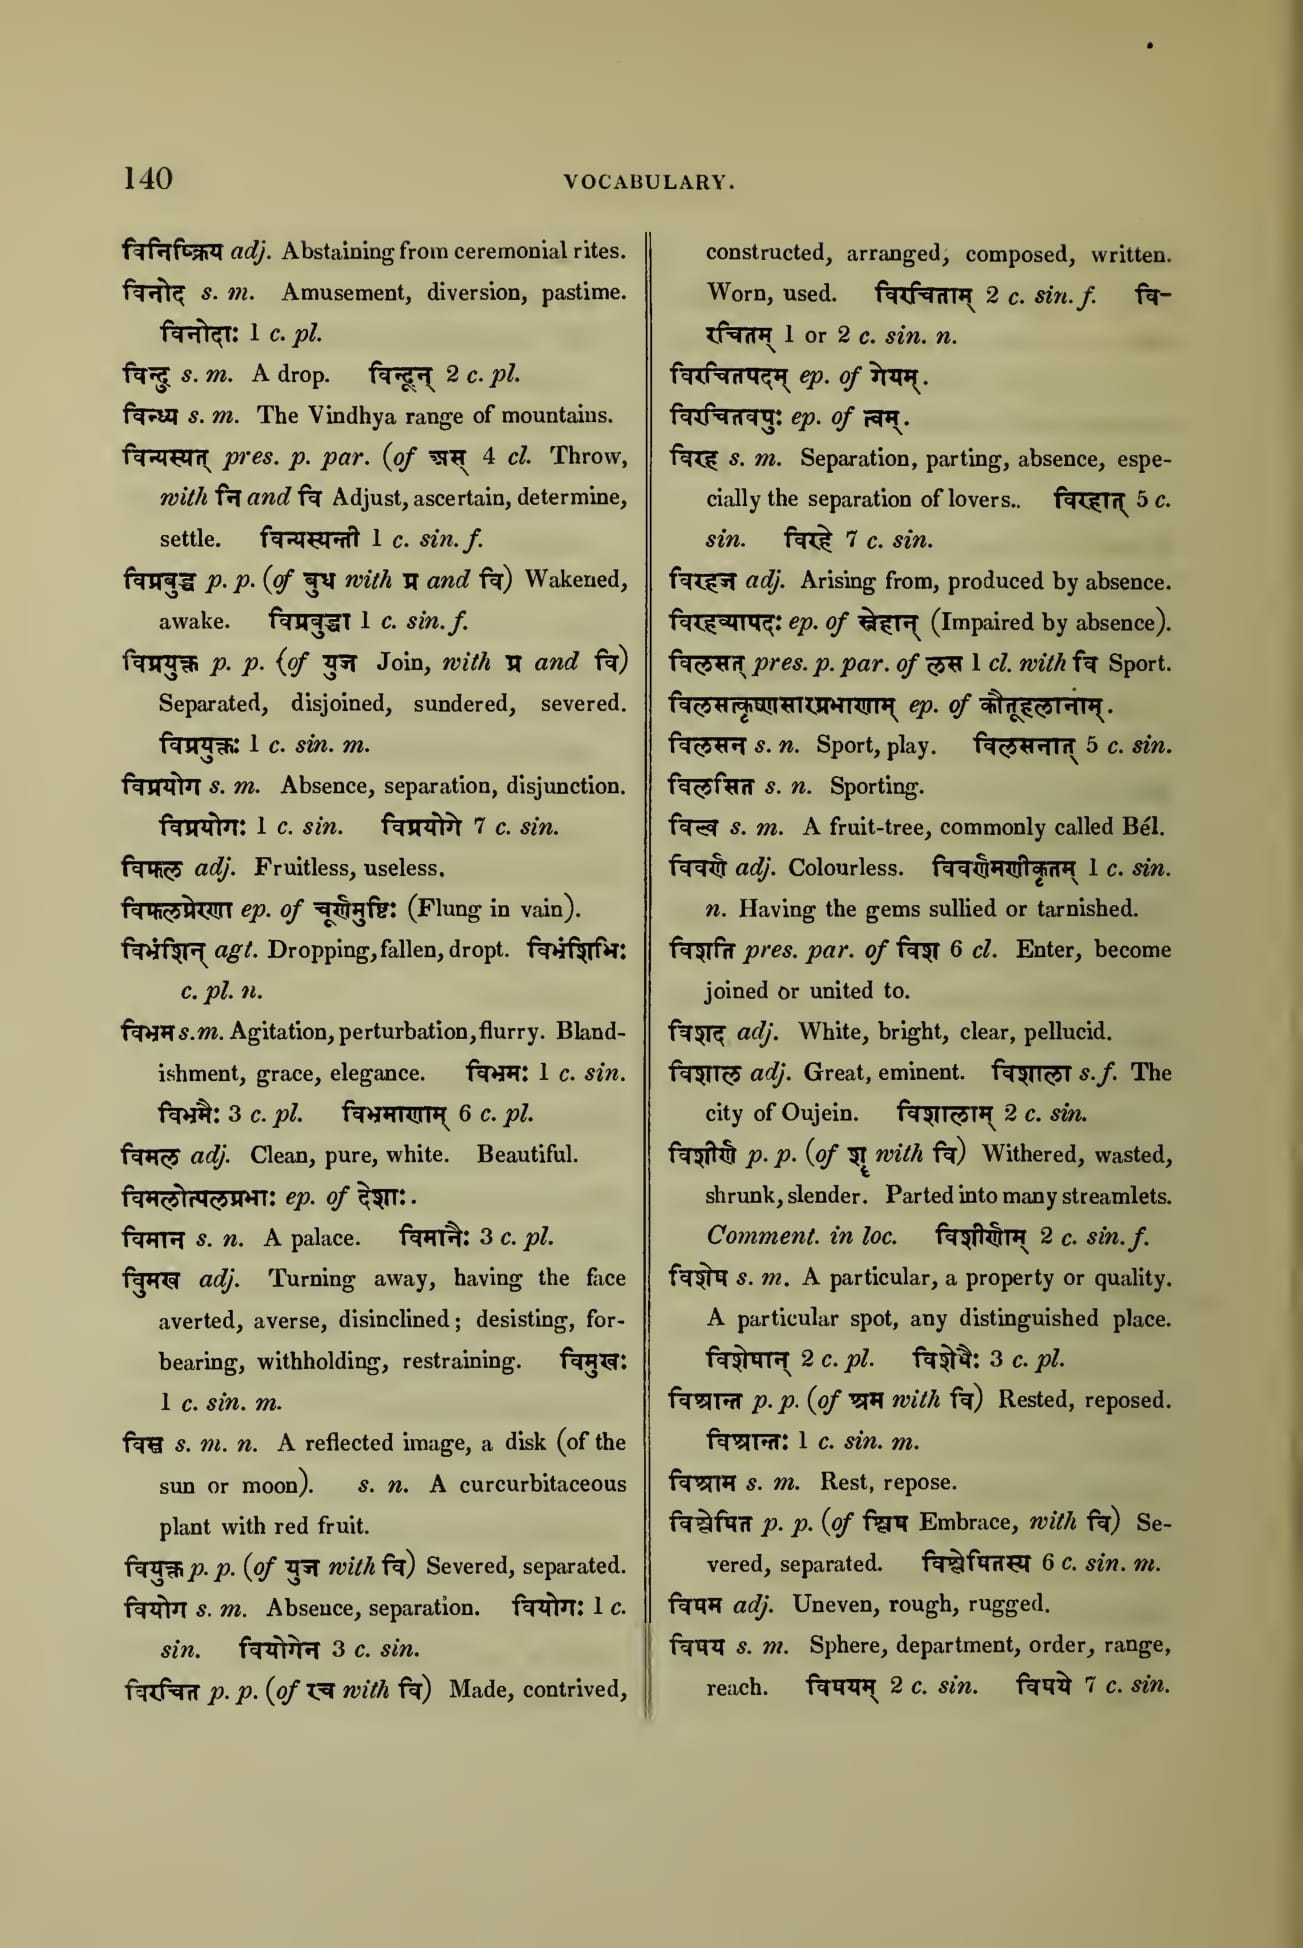 140
VOCABULARY.
विनिष्क्रिय adj. Abstaining from ceremonial rites.
विनोद s. m. Amusement, diversion, pastime.
विनोदाः 1 c. pl.
विन्दु s. m. A drop. विन्दून् 2 c. pl.
विन्ध्य s. m. The Vindhya range of mountains.
विन्यस्यत् pres. p. par. (of अस् 4 cl. Throw,
with नि and वि Adjust, ascertain, determine,
settle. विन्यस्यन्ती 1 c. sin. f.
विप्रबुद्ध p. p. (of बुध with प्र and वि) Wakened,
awake. विप्रबुद्धा 1 c. sin. f.
विप्रयुक्त p. p. (of युज Join, with प्र and वि)
Separated, disjoined, sundered, severed.
विप्रयुक्तः 1 c. sin. m.
विप्रयोग s. m. Absence, separation, disjunction.
विप्रयोगः 1 c. sin. विप्रयोगे 7 c. sin.
विफल adj. Fruitless, useless.
विफलप्रेरणा ep. of चूर्णमुष्टिः (Flung in vain).
विभ्रंशिन् agt. Dropping, fallen, dropt. विभ्रंशिभिः
c. pl. n.
विभ्रम s. m. Agitation, perturbation, flurry. Bland-
ishment, grace, elegance. विभ्रमः 1 c. sin.
विभ्रमैः 3 c. pl. विभ्रमाणाम् 6 c. pl.
विमल adj. Clean, pure, white. Beautiful.
विमलोत्पलप्रभाः ep. of देशाः.
विमान s. n. A palace. विमानैः 3 c. pl.
विुमख adj. Turning away, having the face
averted, averse, disinclined; desisting, for-
bearing, withholding, restraining. विमुखः
1 c. sin. m.
विम्ब s. m. n. A reflected image, a disk (of the
sun or moon). s. n. A curcurbitaceous
plant with red fruit.
वियुक्त p. p. (of युज with वि) Severed, separated.
वियोग s. m. Absence, separation. वियोगः 1 c.
sin. वियोगेन 3 c. sin.
विरचित p. p. (of रच with वि) Made, contrived,
constructed, arranged, composed, written.
Worn, used. विरचिताम् 2 c. sin. f. वि-
रचितम् 1 or 2 c. sin. n.
विरचितपदम् ep. of गेयम्.
विरचितवपुः ep. of त्वम्.
विरह s. m. Separation, parting, absence, espe-
cially the separation of lovers.. विरहात् 5 c.
sin. विरहे 7 c. sin.
विरहज adj. Arising from, produced by absence.
विरहव्यापदः ep. of स्नेहान् (Impaired by absence).
विलसत् pres. p. par. of लस 1 cl. with वि Sport.
विलसत्कृष्णसारप्रभाणाम् ep. of कौतूहलानाम्.
विलसन s. n. Sport, play. विलसनात् 5 c. sin.
विलसित s. n. Sporting.
विल्व s. m. A fruit-tree, commonly called Bél.
विवर्ण adj. Colourless. विवर्णमणीकृतम् 1 c. sin.
n. Having the gems sullied or tarnished.
विशति pres. par. of विश 6 cl. Enter, become
joined or united to.
विशद adj. White, bright, clear, pellucid.
विशाल adj. Great, eminent. विशाला s. f. The
city of Oujein. विशालाम् 2 c. sin.
विशीर्ण p. p. (of शॄ with वि) Withered, wasted,
shrunk, slender. Parted into many streamlets.
Comment. in loc. विशीर्णाम् 2 c. sin. f.
विशेष s. m. A particular, a property or quality.
A particular spot, any distinguished place.
विशेषान् 2 c. pl. विशेषैः 3 c. pl.
विश्रान्त p. p. (of श्रम with वि) Rested, reposed.
विश्रान्तः 1 c. sin. m.
विश्राम s. m. Rest, repose.
विश्लेषित p. p. (of श्लिष Embrace, with वि) Se-
vered, separated. विश्लेषितस्य 6 c. sin. m.
विषम adj. Uneven, rough, rugged.
विषय s. m. Sphere, department, order, range,
reach. विषयम् 2 c. sin. विषये 7 c. sin.